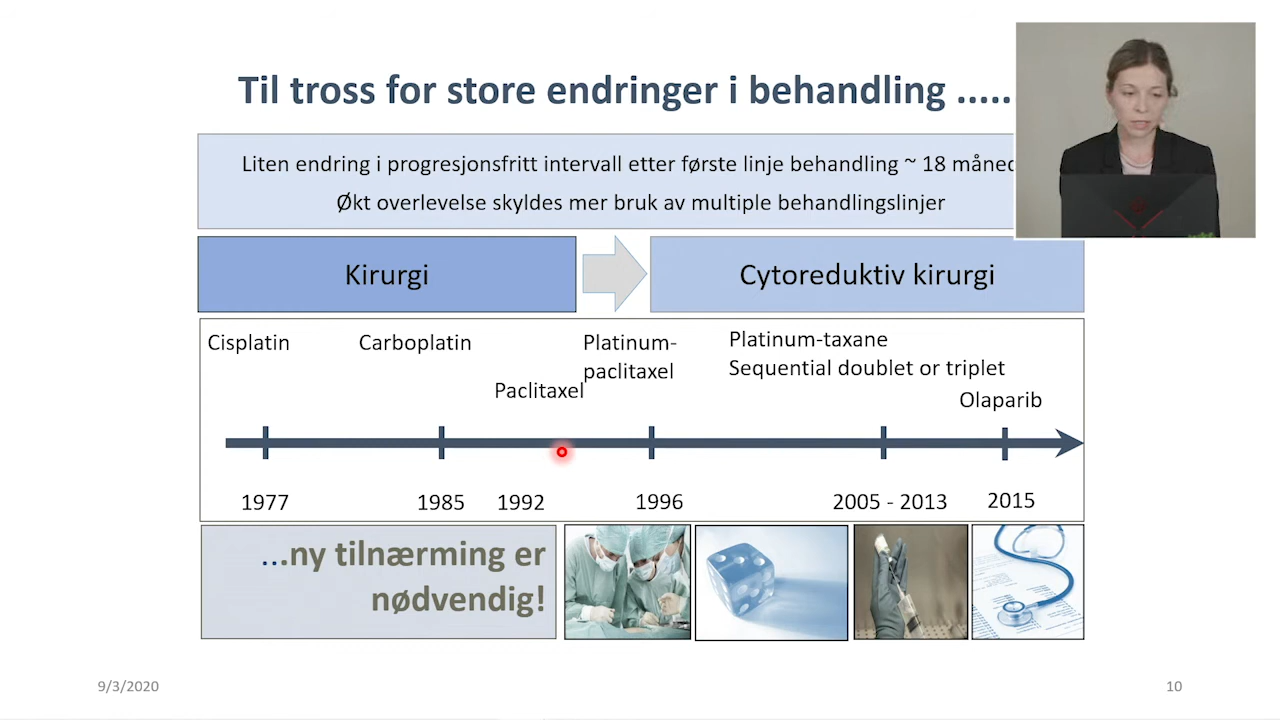 Til tross for store endringer i behandling .....
Liten endring i progresjonsfritt intervall etter første linje behandling ~ 18
Økt overlevelse skyldes mer bruk av multiple behandlingslinjer
Kirurgi
Cytoreduktiv kirurgi
Cisplatin
Carboplatin
Paclitaxel
Platinum-
paclitaxel
Platinum-taxane
Sequential doublet or triplet
Olaparib
1977
1985
1992
1996
2005 - 2013
2015
...ny tilnærming er
nødvendig!
9/3/2020
10